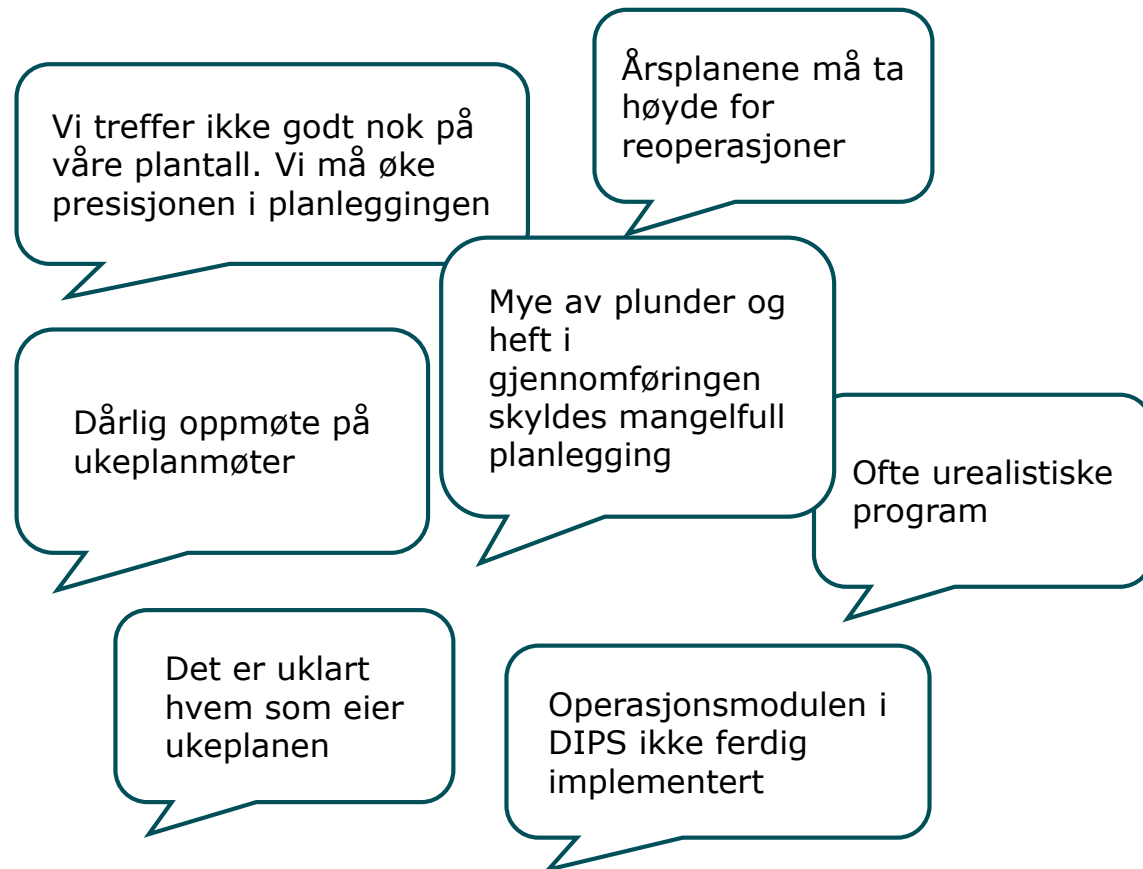 Årsplanene må ta
høyde for
reoperasjoner
Vi treffer ikke godt nok på
våre plantall. Vi må øke
presisjonen i planleggingen
Mye av plunder og
heft i
gjennomføringen
skyldes mangelfull
planlegging
Dårlig oppmøte på
ukeplanmøter
Ofte urealistiske
program
Det er uklart
hvem som eier
ukeplanen
Operasjonsmodulen i
DIPS ikke ferdig
implementert